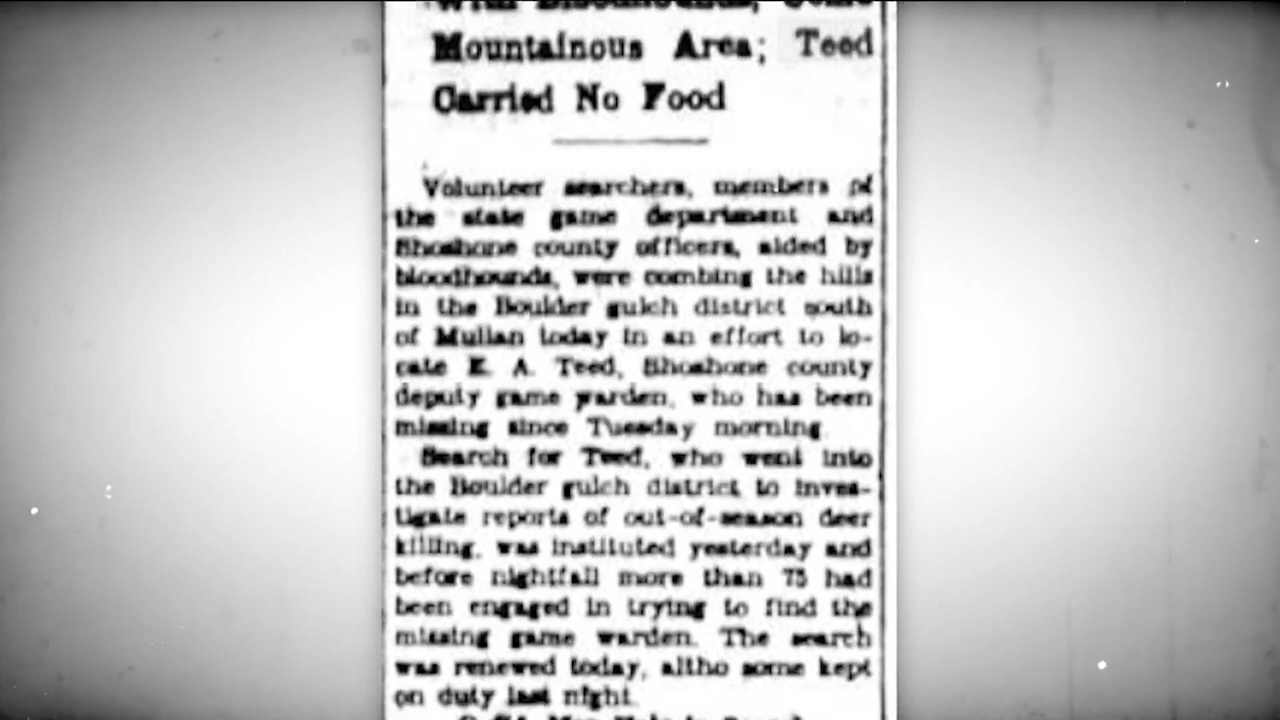 With Bloodhounds, Comb
Mountainous Area; Teed
Carried No Food
Volunteer searchers, members of
the state game department and
Shoshone county officers, aided by
bloodhounds, were combing the hills
in the Boulder gulch district south
of Mullan today in an effort to lo-
cate E. A. Teed, Shoshone county
deputy game warden, who has been
missing since Tuesday morning.
Search for Teed, who went into
the Boulder gulch district to inves-
tigate reports of out-of-season deer
killing, was instituted yesterday and
before nightfall more than 75 had
been engaged in trying to find the
missing game warden. The search
was renewed today, altho some kept
on duty last night.